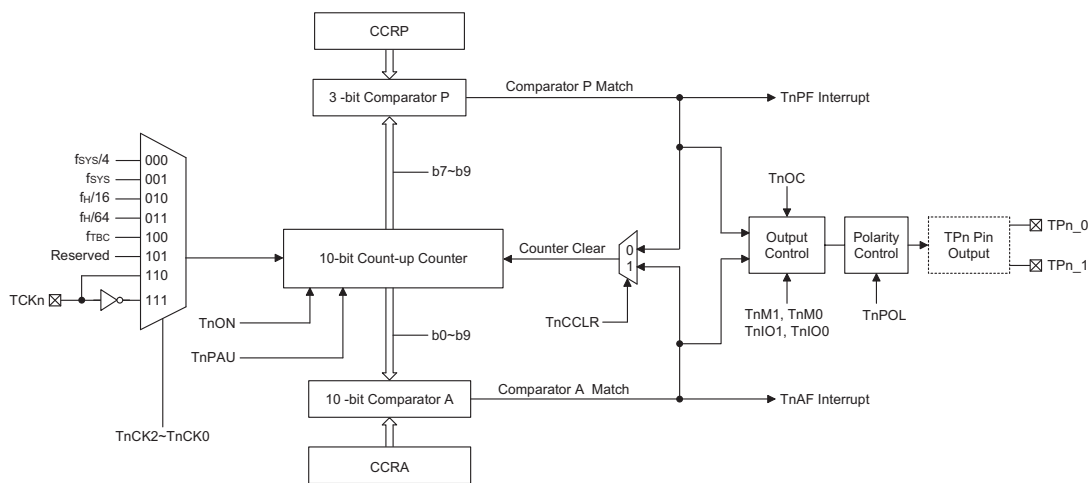 CCRP
3 -bit Comparator P
Comparator P Match
TnPF Interrupt
b7~b9
fSYS/4
000
fSYS
001
fH/16
010
fH/64
011
fTBC
100
Reserved
101
110
TCKn
111
TnCK2~TnCK0
10-bit Count-up Counter
Counter Clear
0
1
TnOC
Output
Control
Polarity
Control
TPn Pin
Output
TPn_0
TPn_1
TnON
TnPAU
b0~b9
TnCCLR
TnM1, TnM0
TnIO1, TnIO0
TnPOL
10 -bit Comparator A
Comparator A Match
TnAF Interrupt
CCRA